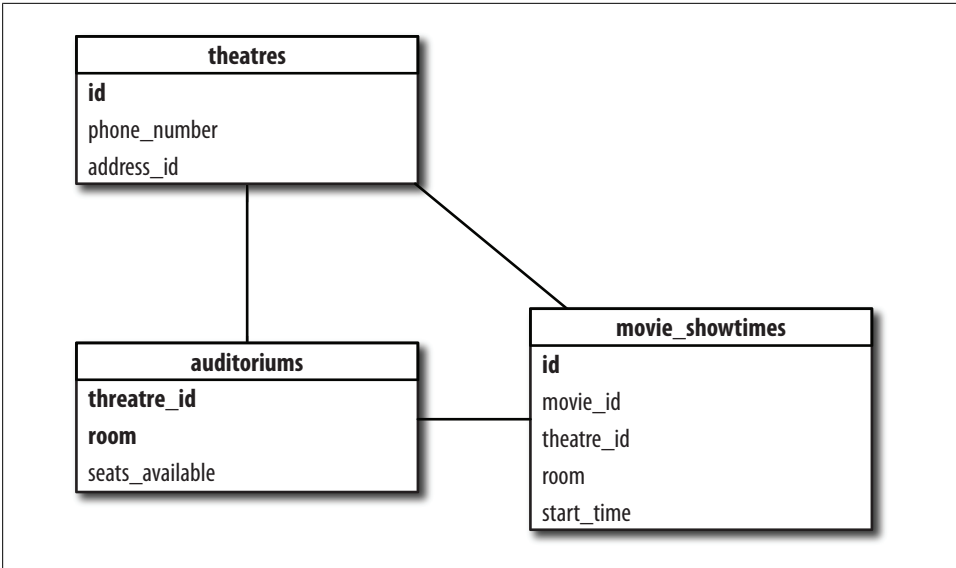 theatres
id
phone_number
address_id
auditoriums
threatre_id
room
seats_available
movie_showtimes
id
movie_id
theatre_id
room
start_time